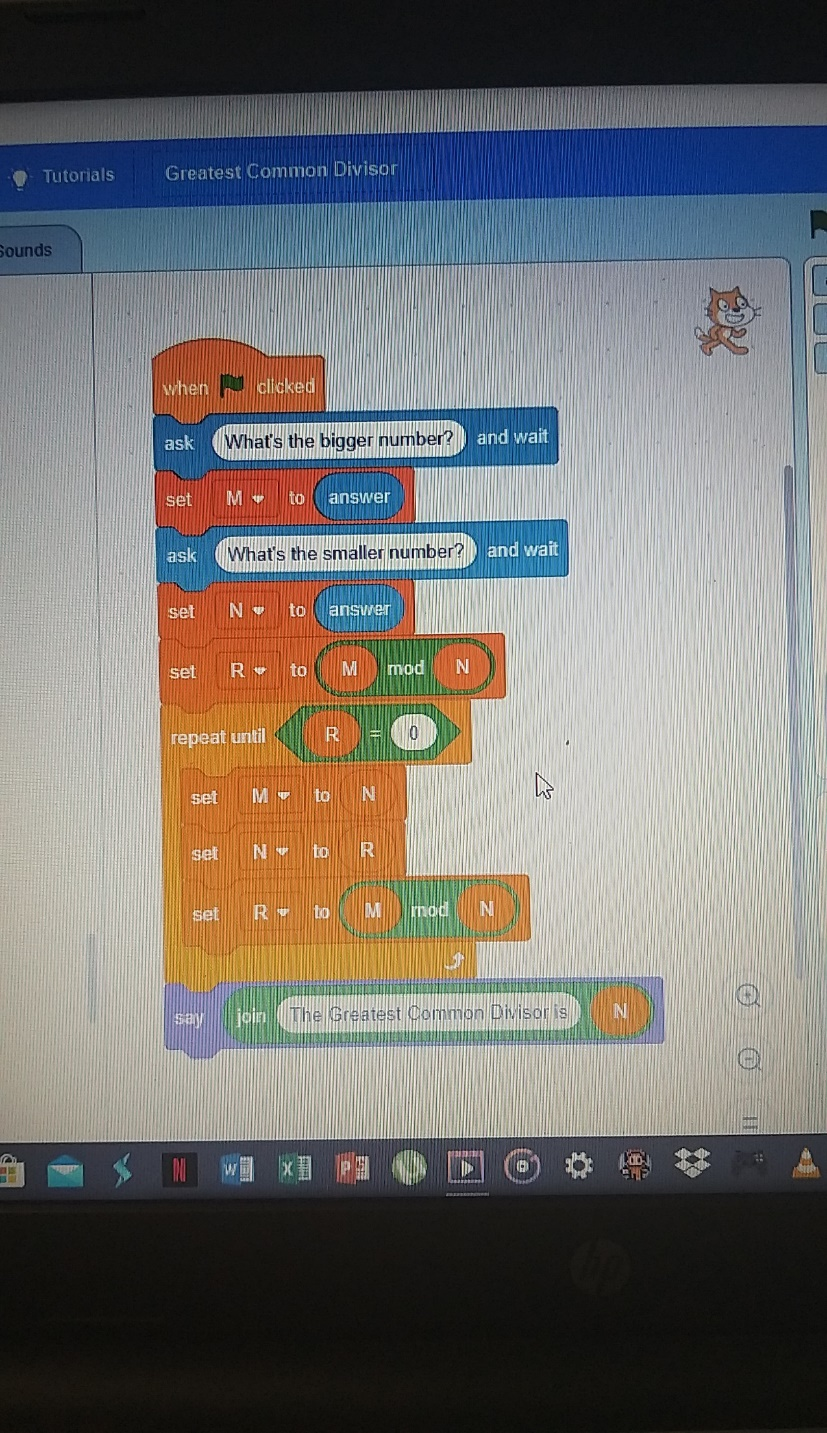 Tutorials Greatest Common Divisor
Sounds
when clicked
ask What's the bigger number? and wait
set M to answer
ask What's the smaller number? and wait
set N to answer
set R to M mod N
repeat until R = 0
set M to N
set N to R
set R to M mod N
say join The Greatest Common Divisor is N
N W X P
hp